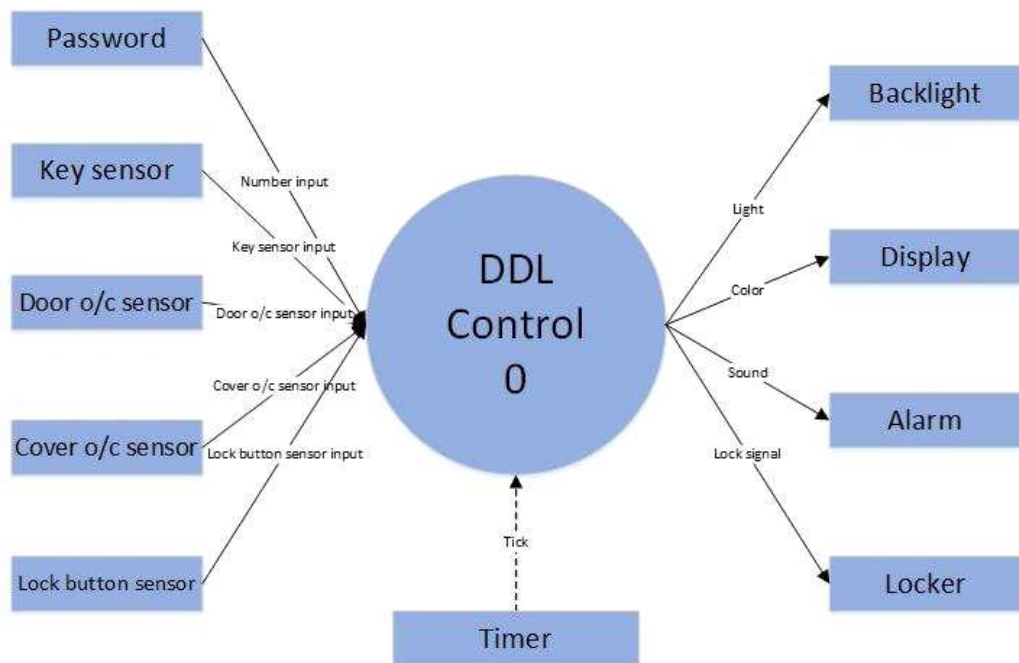 Password
Key sensor
Door o/c sensor
Cover o/c sensor
Lock button sensor
Number input
Key sensor input
Door o/c sensor input
Cover o/c sensor input
Lock button sensor input
DDL
Control
0
Tick
Timer
Light
Color
Sound
Lock signal
Backlight
Display
Alarm
Locker